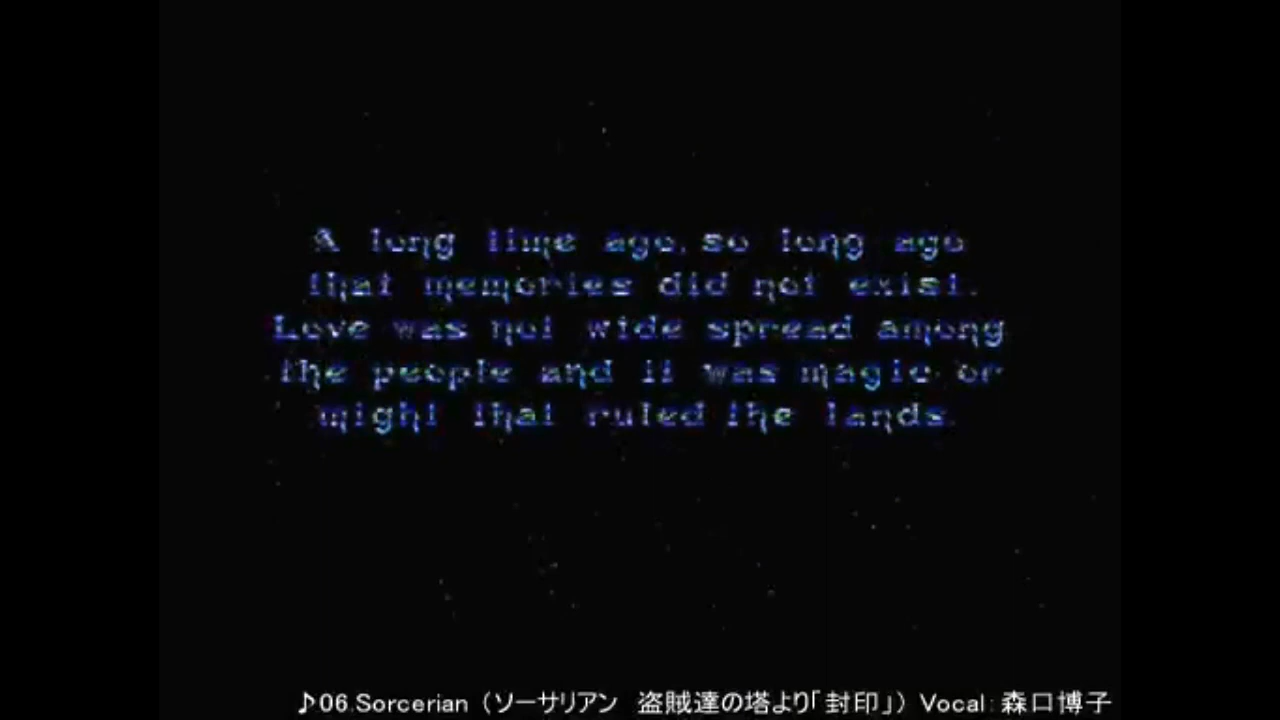 A long time ago, so long ago
that memories did not exist.
Love was not wide spread among
the people and it was magic or
might that ruled the lands.
♪06.Sorcerian（ソーサリアン　盗賊達の塔より「封印」） Vocal：森口博子